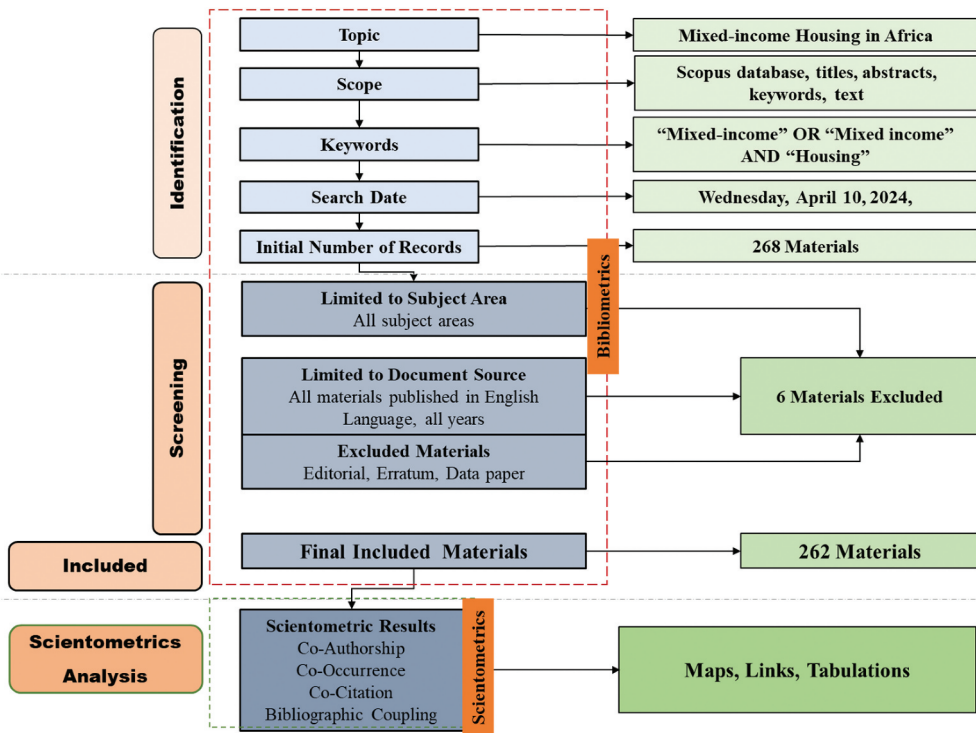 Identification
Topic
Mixed-income Housing in Africa
Scope
Scopus database, titles, abstracts,
keywords, text
Keywords
“Mixed-income” OR “Mixed income”
AND “Housing”
Search Date
Wednesday, April 10, 2024,
Initial Number of Records
268 Materials
Bibliometrics
Screening
Limited to Subject Area
All subject areas
Limited to Document Source
All materials published in English
Language, all years
Excluded Materials
Editorial, Erratum, Data paper
6 Materials Excluded
Included
Final Included Materials
262 Materials
Scientometrics
Analysis
Scientometric Results
Co-Authorship
Co-Occurrence
Co-Citation
Bibliographic Coupling
Scientometrics
Maps, Links, Tabulations